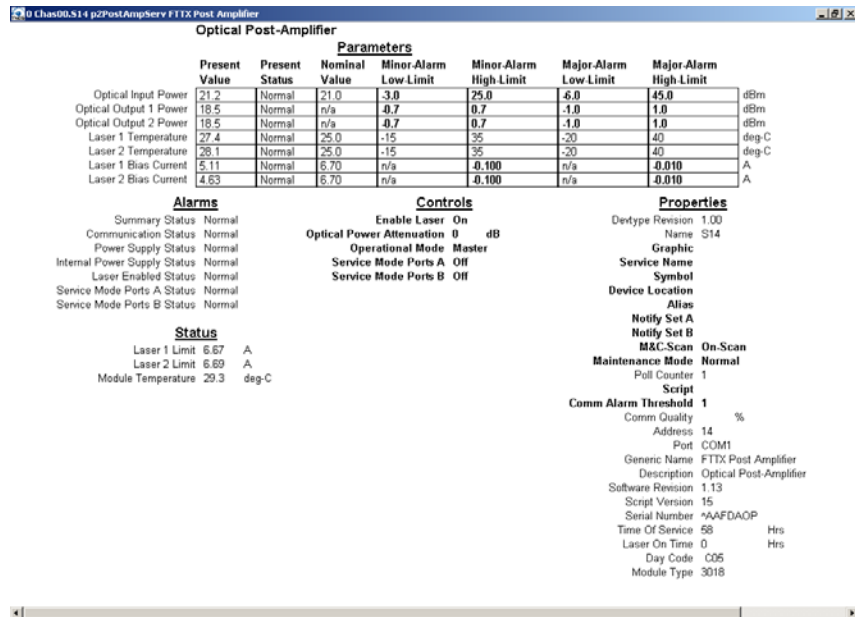 0 Chas00.S14 p2PostAmpServ FTTX Post Amplifier
Optical Post-Amplifier
Parameters
Present Value Present Status Nominal Value Minor-Alarm Low-Limit Minor-Alarm High-Limit Major-Alarm Low-Limit Major-Alarm High-Limit
Optical Input Power 21.2 Normal 21.0 -3.0 25.0 -6.0 45.0 dBm
Optical Output 1 Power 18.5 Normal n/a -0.7 0.7 -1.0 1.0 dBm
Optical Output 2 Power 18.5 Normal n/a -0.7 0.7 -1.0 1.0 dBm
Laser 1 Temperature 27.4 Normal 25.0 -15 35 -20 40 deg-C
Laser 2 Temperature 28.1 Normal 25.0 -15 35 -20 40 deg-C
Laser 1 Bias Current 5.11 Normal 6.70 n/a -0.100 n/a -0.010 A
Laser 2 Bias Current 4.63 Normal 6.70 n/a -0.100 n/a -0.010 A
Alarms
Summary Status Normal
Communication Status Normal
Power Supply Status Normal
Internal Power Supply Status Normal
Laser Enabled Status Normal
Service Mode Ports A Status Normal
Service Mode Ports B Status Normal
Status
Laser 1 Limit 6.67 A
Laser 2 Limit 6.69 A
Module Temperature 29.3 deg-C
Controls
Enable Laser On
Optical Power Attenuation 0 dB
Operational Mode Master
Service Mode Ports A Off
Service Mode Ports B Off
Properties
Devtype Revision 1.00
Name S14
Graphic
Service Name
Symbol
Device Location
Alias
Notify Set A
Notify Set B
M&C-Scan On-Scan
Maintenance Mode Normal
Poll Counter 1
Script
Comm Alarm Threshold 1
Comm Quality %
Address 14
Port COM1
Generic Name FTTX Post Amplifier
Description Optical Post-Amplifier
Software Revision 1.13
Script Version 15
Serial Number ^AAFDAOP
Time Of Service 58 Hrs
Laser On Time 0 Hrs
Day Code C05
Module Type 3018